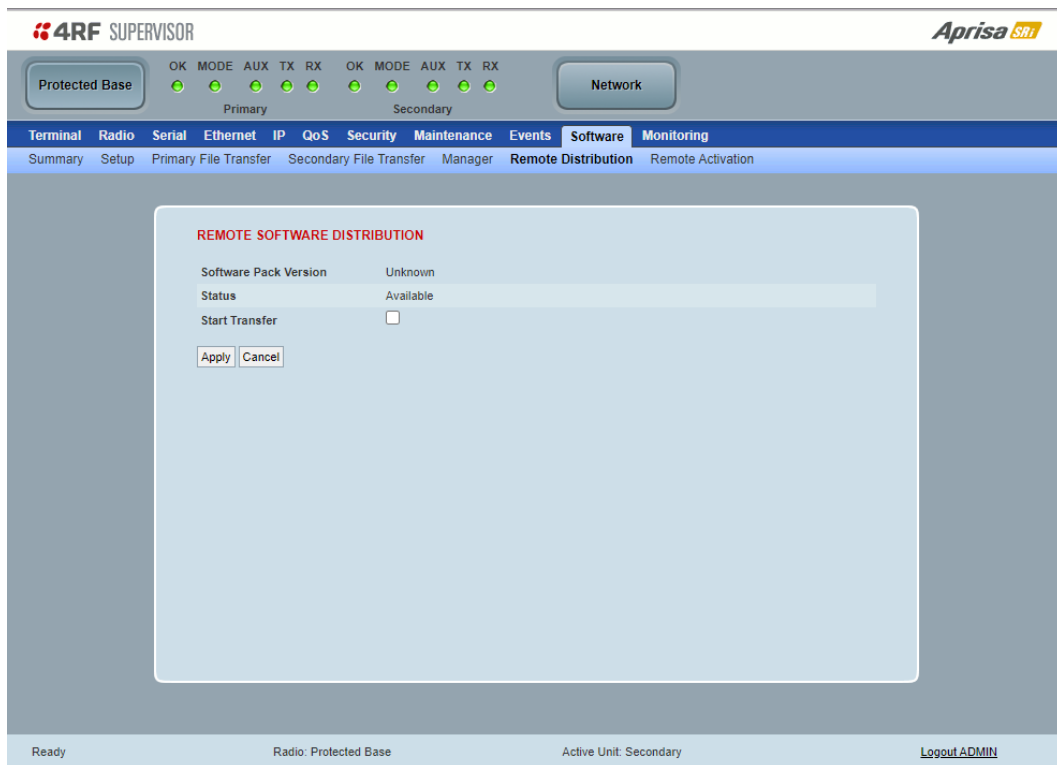 4RF SUPERVISOR
Aprisa SRi
Protected Base
OK MODE AUX TX RX OK MODE AUX TX RX
Primary Secondary
Network
Terminal Radio Serial Ethernet IP QoS Security Maintenance Events Software Monitoring
Summary Setup Primary File Transfer Secondary File Transfer Manager Remote Distribution Remote Activation
REMOTE SOFTWARE DISTRIBUTION
Software Pack Version Unknown
Status Available
Start Transfer
Apply Cancel
Ready Radio: Protected Base Active Unit: Secondary Logout ADMIN